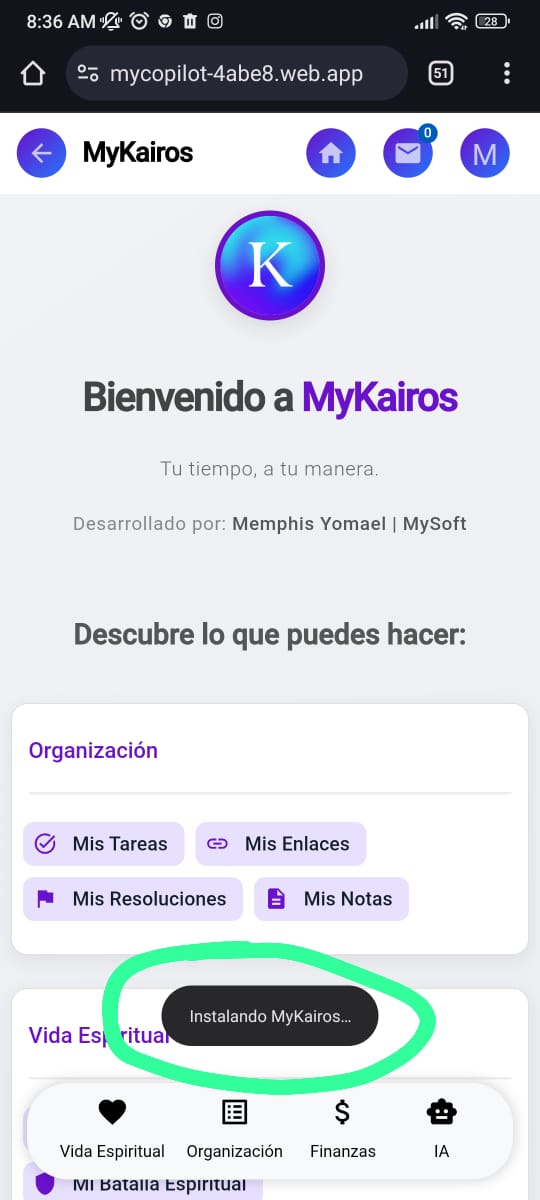 8:36 AM
28
mycopilot-4abe8.web.app
51
MyKairos
0
M
K
Bienvenido a MyKairos
Tu tiempo, a tu manera.
Desarrollado por: Memphis Yomael | MySoft
Descubre lo que puedes hacer:
Organización
Mis Tareas
Mis Enlaces
Mis Resoluciones
Mis Notas
Instalando MyKairos...
Vida Espiritual
Vida Espiritual
Organización
Finanzas
IA
Mi Batalla Espiritual